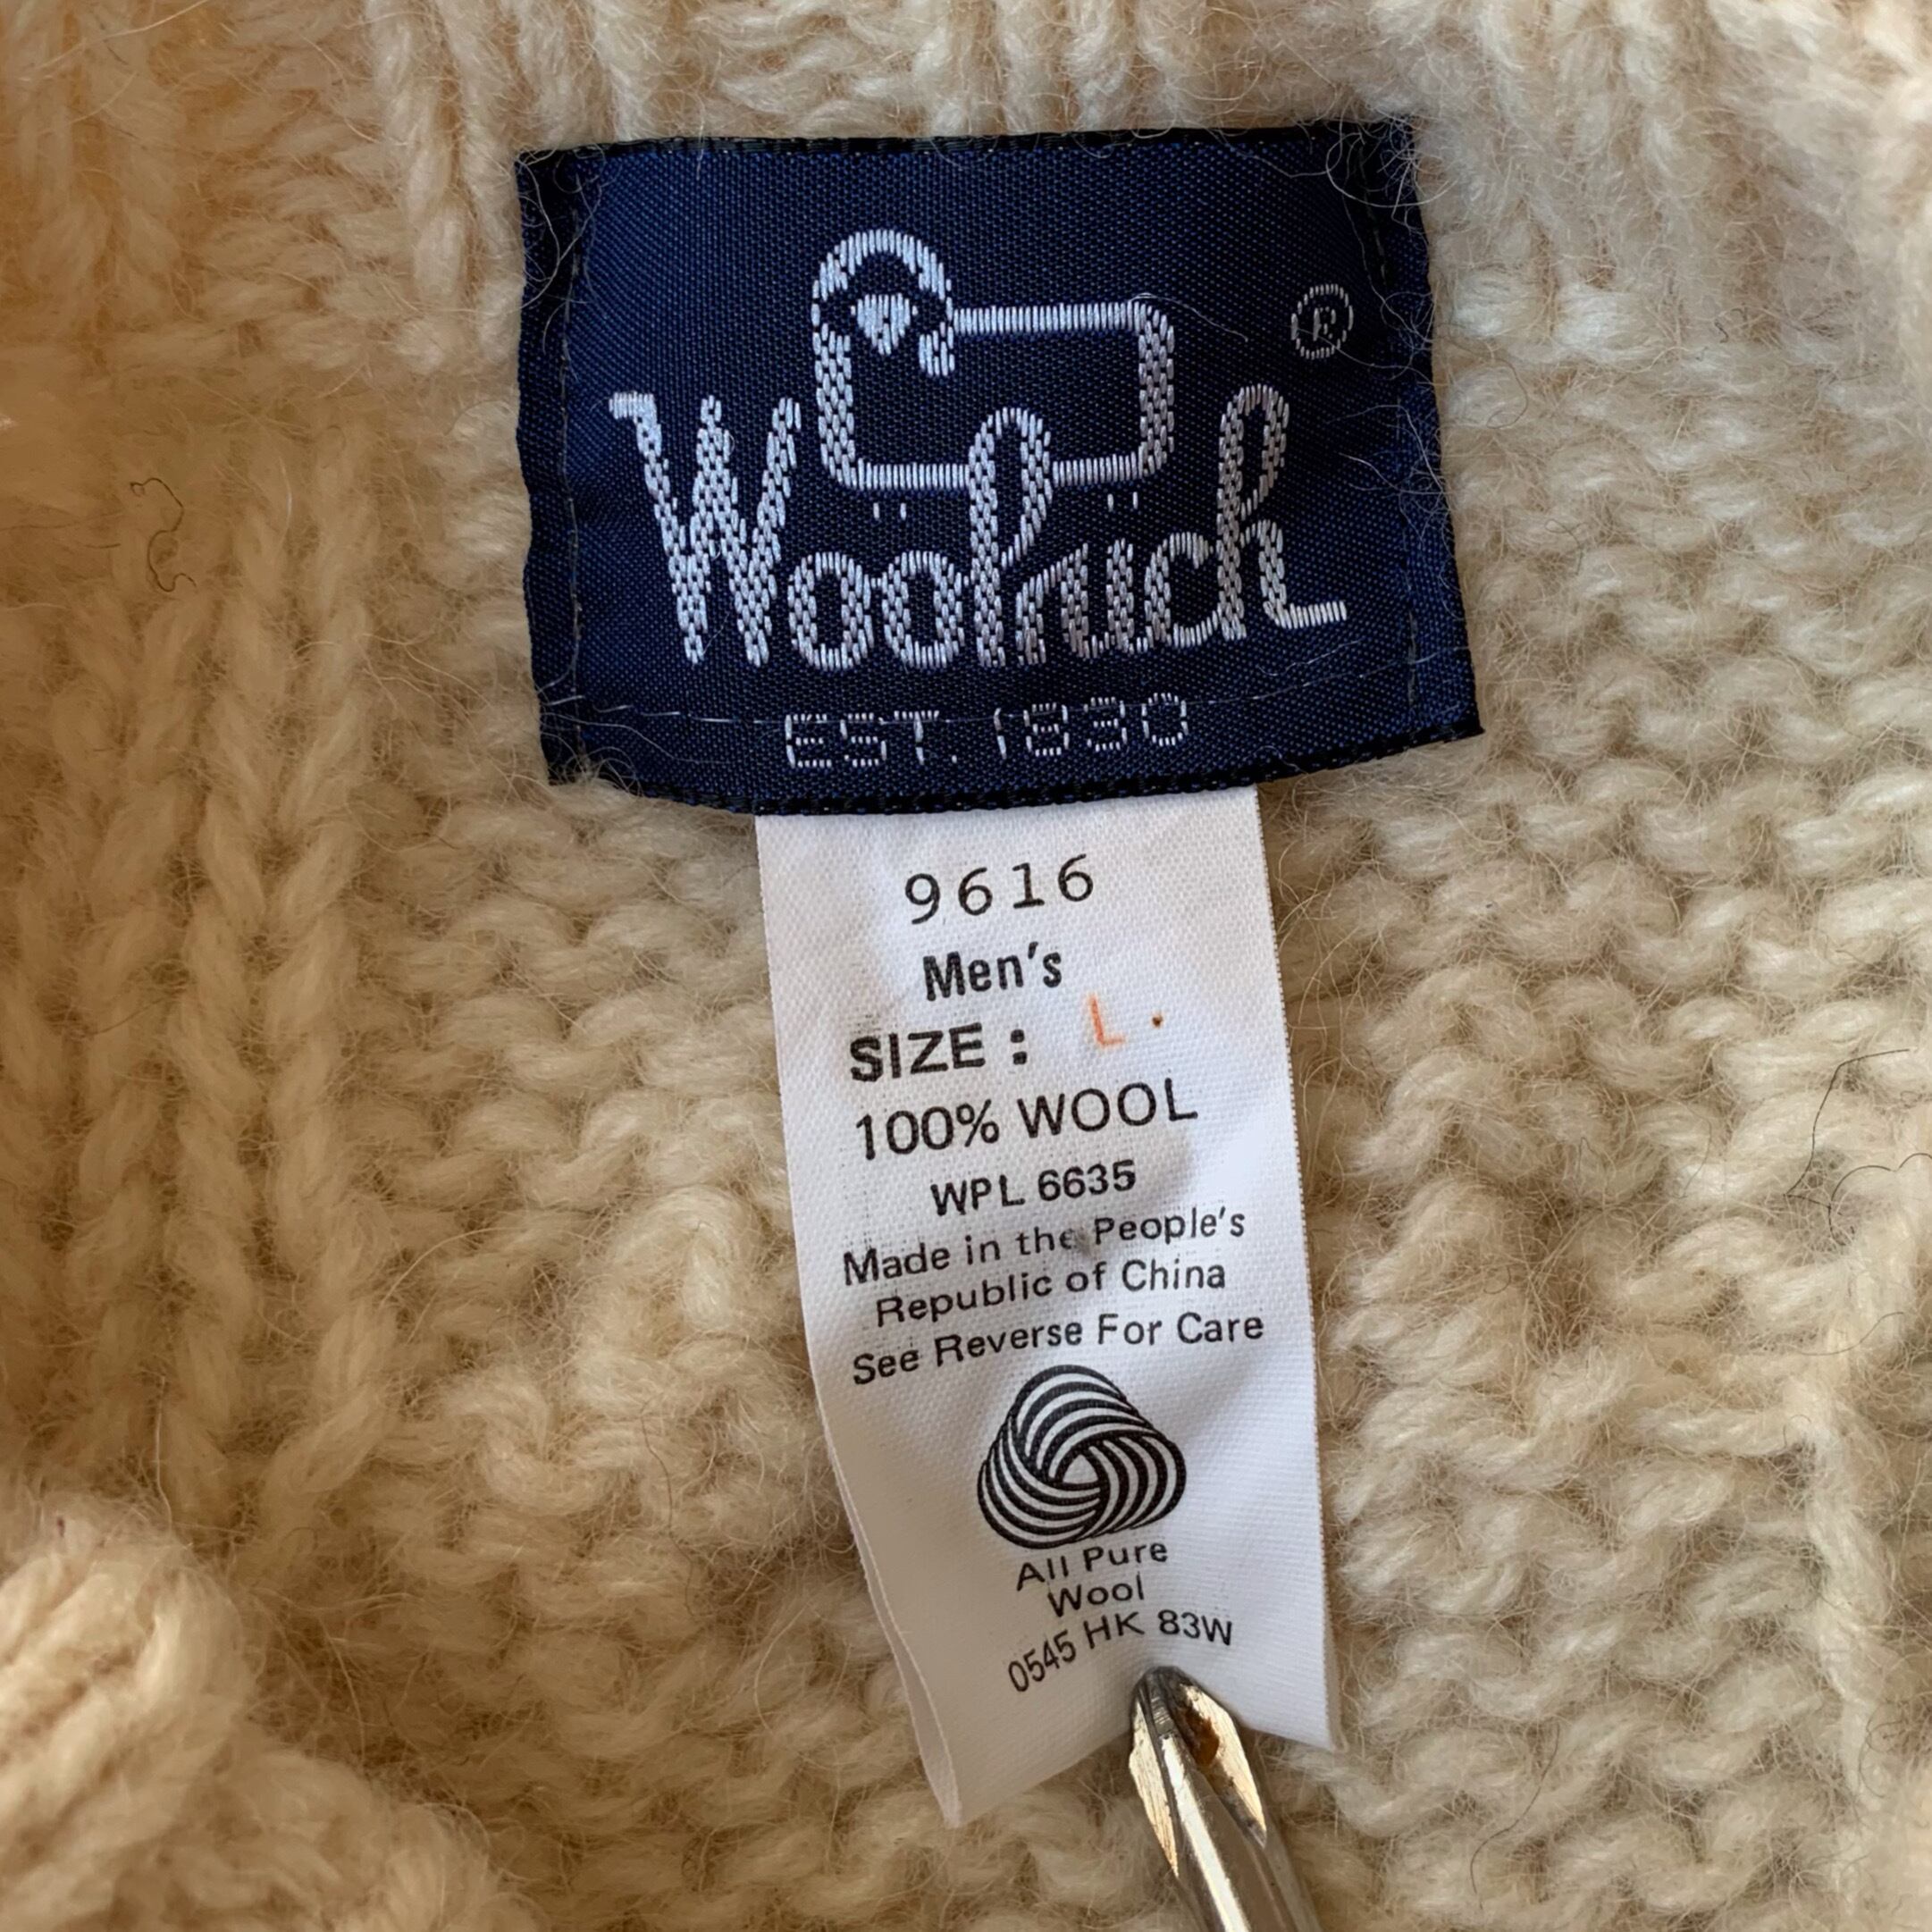 Woolrich ®
EST. 1830
9616
Men's
SIZE : L.
100% WOOL
WPL 6635
Made in the People's
Republic of China
See Reverse For Care
All Pure
Wool
0545 HK 83W